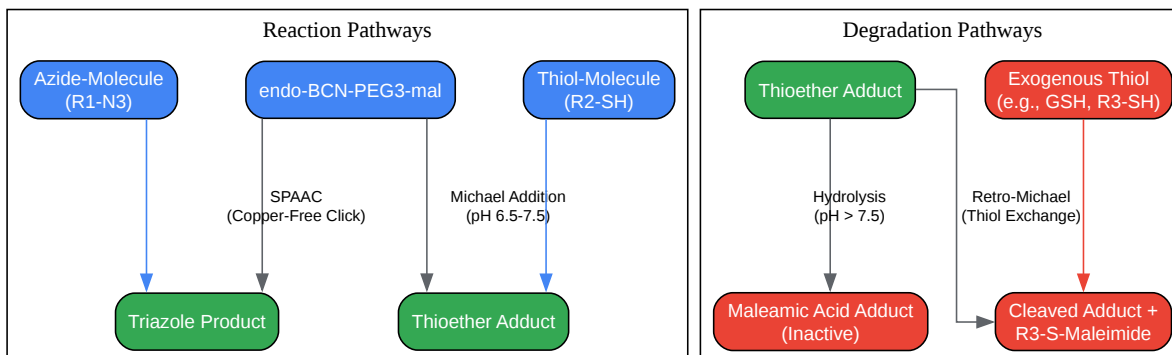 Reaction Pathways
Azide-Molecule
(R1-N3)
endo-BCN-PEG3-mal
Thiol-Molecule
(R2-SH)
SPAAC
(Copper-Free Click)
Michael Addition
(pH 6.5-7.5)
Triazole Product
Thioether Adduct
Degradation Pathways
Thioether Adduct
Exogenous Thiol
(e.g., GSH, R3-SH)
Hydrolysis
(pH > 7.5)
Retro-Michael
(Thiol Exchange)
Maleamic Acid Adduct
(Inactive)
Cleaved Adduct +
R3-S-Maleimide